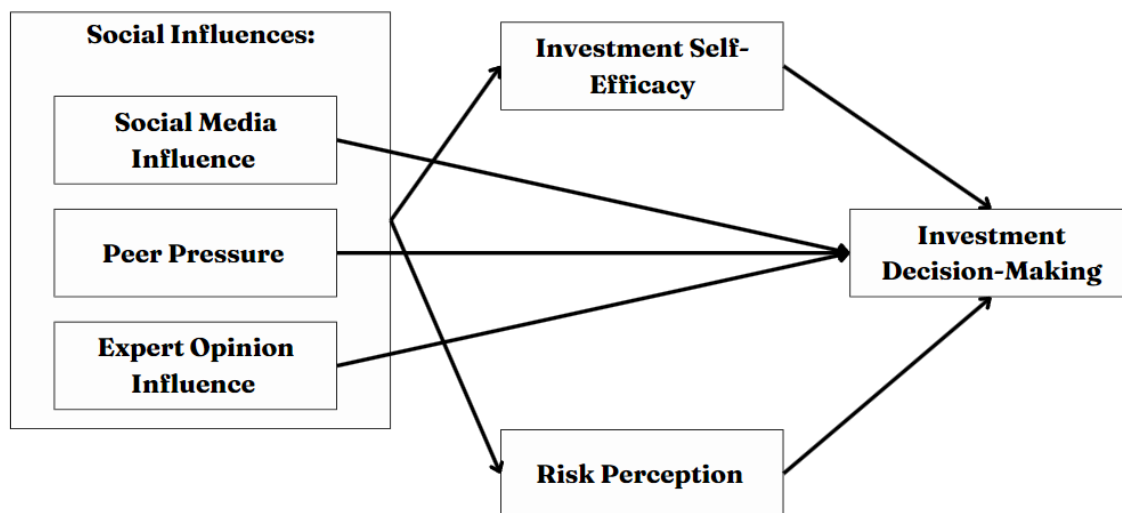 Social Influences:
Social Media
Influence
Peer Pressure
Expert Opinion
Influence
Investment Self-
Efficacy
Risk Perception
Investment
Decision-Making